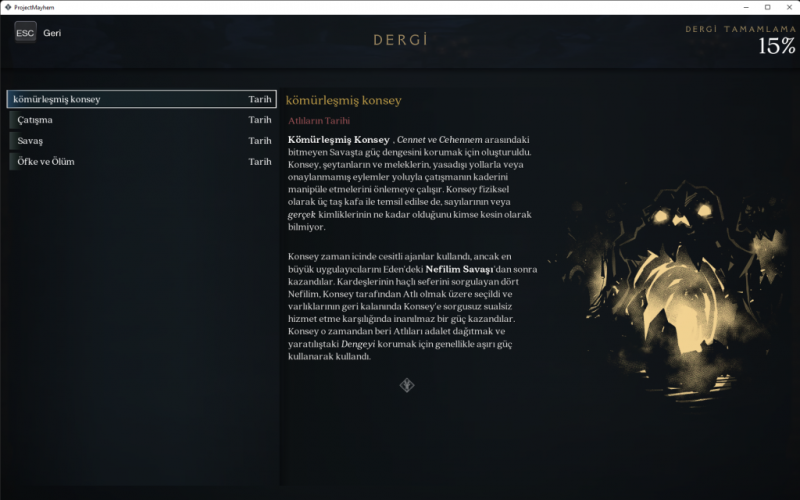 ProjectMayhem
ESC Geri
DERGİ
DERGİ TAMAMLAMA
15%
kömürleşmiş konsey Tarih
Çatışma Tarih
Savaş Tarih
Öfke ve Ölüm Tarih
kömürleşmiş konsey
Atlıların Tarihi
Kömürleşmiş Konsey , Cennet ve Cehennem arasındaki
bitmeyen Savaşta güç dengesini korumak için oluşturuldu.
Konsey, şeytanların ve meleklerin, yasadışı yollarla veya
onaylanmamış eylemler yoluyla çatışmanın kaderini
manipüle etmelerini önlemeye çalışır. Konsey fiziksel
olarak üç taş kafa ile temsil edilse de, sayılarının veya
gerçek kimliklerinin ne kadar olduğunu kimse kesin olarak
bilmiyor.
Konsey zaman icinde cesitli ajanlar kullandı, ancak en
büyük uygulayıcılarını Eden'deki Nefilim Savaşı'dan sonra
kazandılar. Kardeşlerinin haçlı seferini sorgulayan dört
Nefilim, Konsey tarafından Atlı olmak üzere seçildi ve
varlıklarının geri kalanında Konsey'e sorgusuz sualsiz
hizmet etme karşılığında inanılmaz bir güç kazandılar.
Konsey o zamandan beri Atlıları adalet dağıtmak ve
yaratılıştaki Dengeyi korumak için genellikle aşırı güç
kullanarak kullandı.